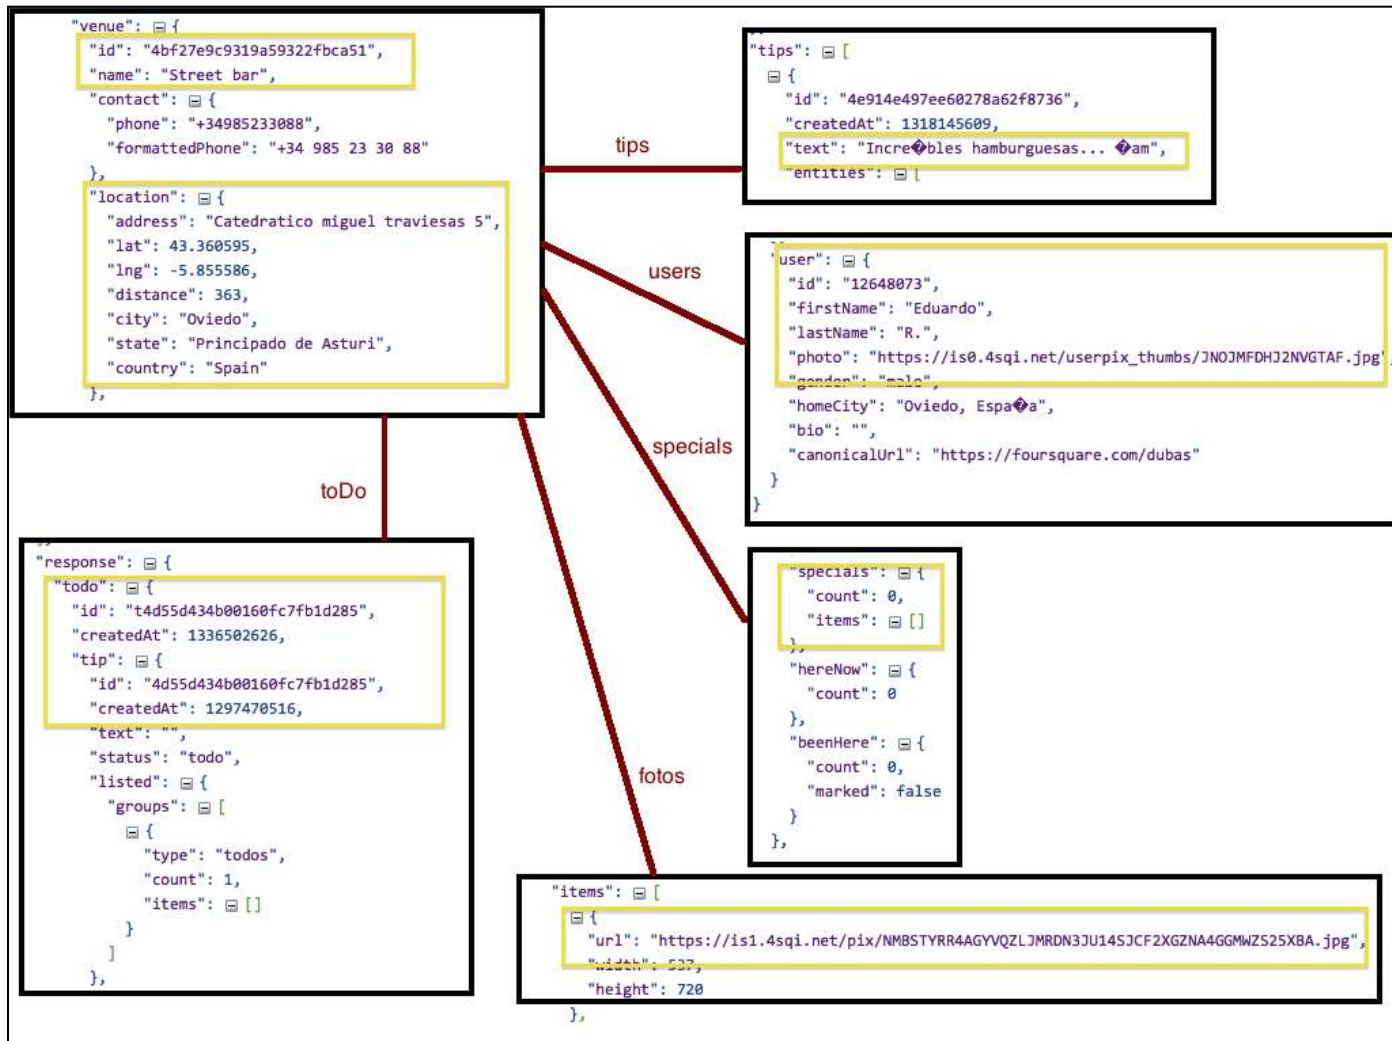 "venue": {
"id": "4bf27e9c9319a59322fbca51",
"name": "Street bar",
"contact": {
"phone": "+34985233088",
"formattedPhone": "+34 985 23 30 88"
},
"location": {
"address": "Catedratico miguel traviesas 5",
"lat": 43.360595,
"lng": -5.855586,
"distance": 363,
"city": "Oviedo",
"state": "Principado de Asturi",
"country": "Spain"
},
tips
"tips": [
{
"id": "4e914e497ee60278a62f8736",
"createdAt": 1318145609,
"text": "Incre�bles hamburguesas... �am",
"entities": [
users
"user": {
"id": "12648073",
"firstName": "Eduardo",
"lastName": "R.",
"photo": "https://is0.4sqi.net/userpix_thumbs/JNOJMFDHJ2NVGTAF.jpg",
"gender": "male",
"homeCity": "Oviedo, Espa�a",
"bio": "",
"canonicalUrl": "https://foursquare.com/dubas"
}
}
specials
"specials": {
"count": 0,
"items": []
},
"hereNow": {
"count": 0
},
"beenHere": {
"count": 0,
"marked": false
}
},
toDo
"response": {
"todo": {
"id": "t4d55d434b00160fc7fb1d285",
"createdAt": 1336502626,
"tip": {
"id": "4d55d434b00160fc7fb1d285",
"createdAt": 1297470516,
"text": "",
"status": "todo",
"listed": {
"groups": [
{
"type": "todos",
"count": 1,
"items": []
}
]
},
fotos
"items": [
{
"url": "https://is1.4sqi.net/pix/NMBSTYRR4AGYVQZLJMRDN3JU14SJCF2XGZNA4GGMWZS25XBA.jpg",
"width": 537,
"height": 720
},